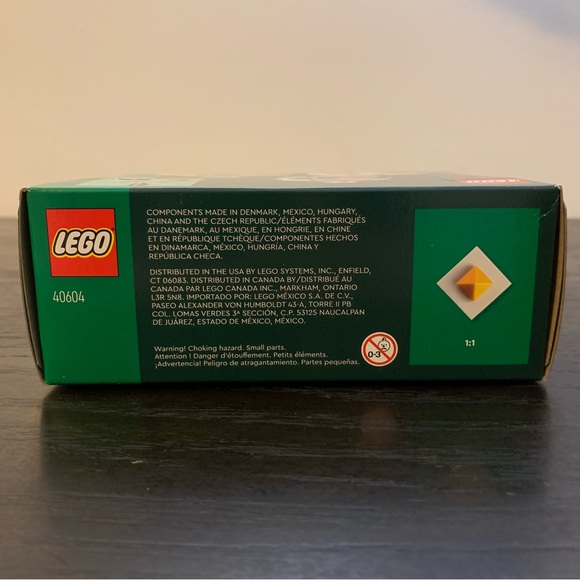 LEGO
40604
COMPONENTS MADE IN DENMARK, MEXICO, HUNGARY,
CHINA AND THE CZECH REPUBLIC/ÉLÉMENTS FABRIQUÉS
AU DANEMARK, AU MEXIQUE, EN HONGRIE, EN CHINE
ET EN RÉPUBLIQUE TCHÈQUE/COMPONENTES HECHOS
EN DINAMARCA, MÉXICO, HUNGRÍA, CHINA Y
REPÚBLICA CHECA.
DISTRIBUTED IN THE USA BY LEGO SYSTEMS, INC., ENFIELD,
CT 06083. DISTRIBUTED IN CANADA BY/DISTRIBUÉ AU
CANADA PAR LEGO CANADA INC., MARKHAM, ONTARIO
L3R 5N8. IMPORTADO POR: LEGO MÉXICO S.A. DE C.V.,
PASEO ALEXANDER VON HUMBOLDT 43-A, TORRE II PB
COL. LOMAS VERDES 3ª SECCIÓN, C.P. 53125 NAUCALPAN
DE JUÁREZ, ESTADO DE MÉXICO, MÉXICO.
Warning! Choking hazard. Small parts.
Attention ! Danger d'étouffement. Petits éléments.
¡Advertencia! Peligro de atragantamiento. Partes pequeñas.
0-3
1:1